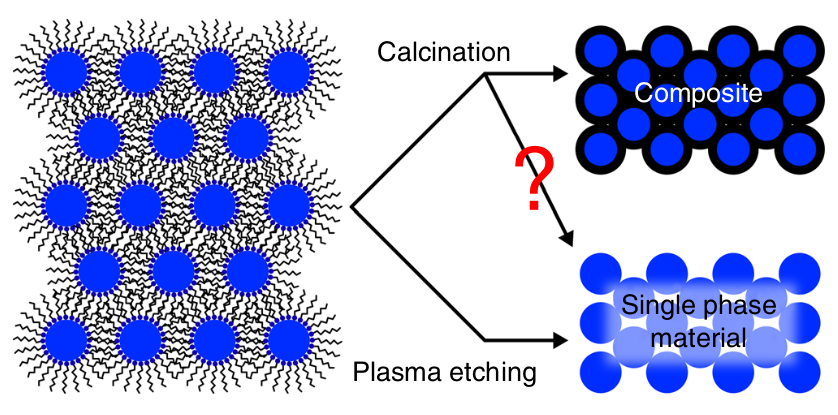 Calcination
Composite
?
Single phase
material
Plasma etching